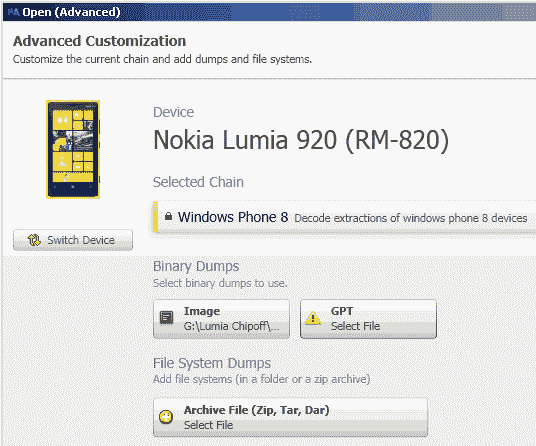 PA Open (Advanced)
Advanced Customization
Customize the current chain and add dumps and file systems.
Device
Nokia Lumia 920 (RM-820)
Selected Chain
Windows Phone 8 Decode extractions of windows phone 8 devices
Switch Device
Binary Dumps
Select binary dumps to use.
Image
G:\Lumia Chipoff\...
GPT
Select File
File System Dumps
Add file systems (in a folder or a zip archive)
Archive File (Zip, Tar, Dar)
Select File